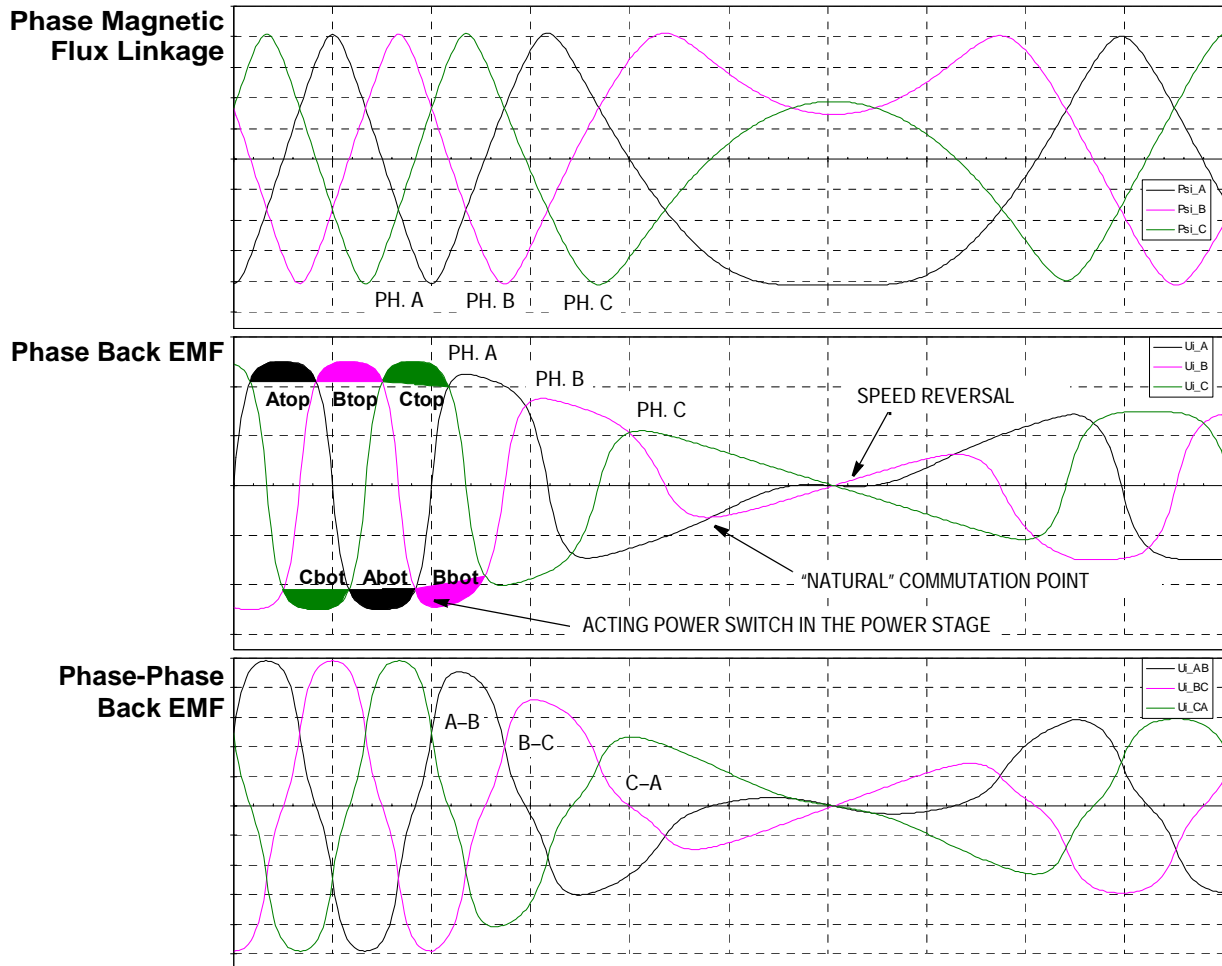 Phase Magnetic
Flux Linkage
Psi_A
Psi_B
Psi_C
PH. A
PH. B
PH. C
Phase Back EMF
Ui_A
Ui_B
Ui_C
PH. A
PH. B
PH. C
SPEED REVERSAL
Atop
Btop
Ctop
Cbot
Abot
Bbot
“NATURAL” COMMUTATION POINT
ACTING POWER SWITCH IN THE POWER STAGE
Phase-Phase
Back EMF
Ui_AB
Ui_BC
Ui_CA
A–B
B–C
C–A